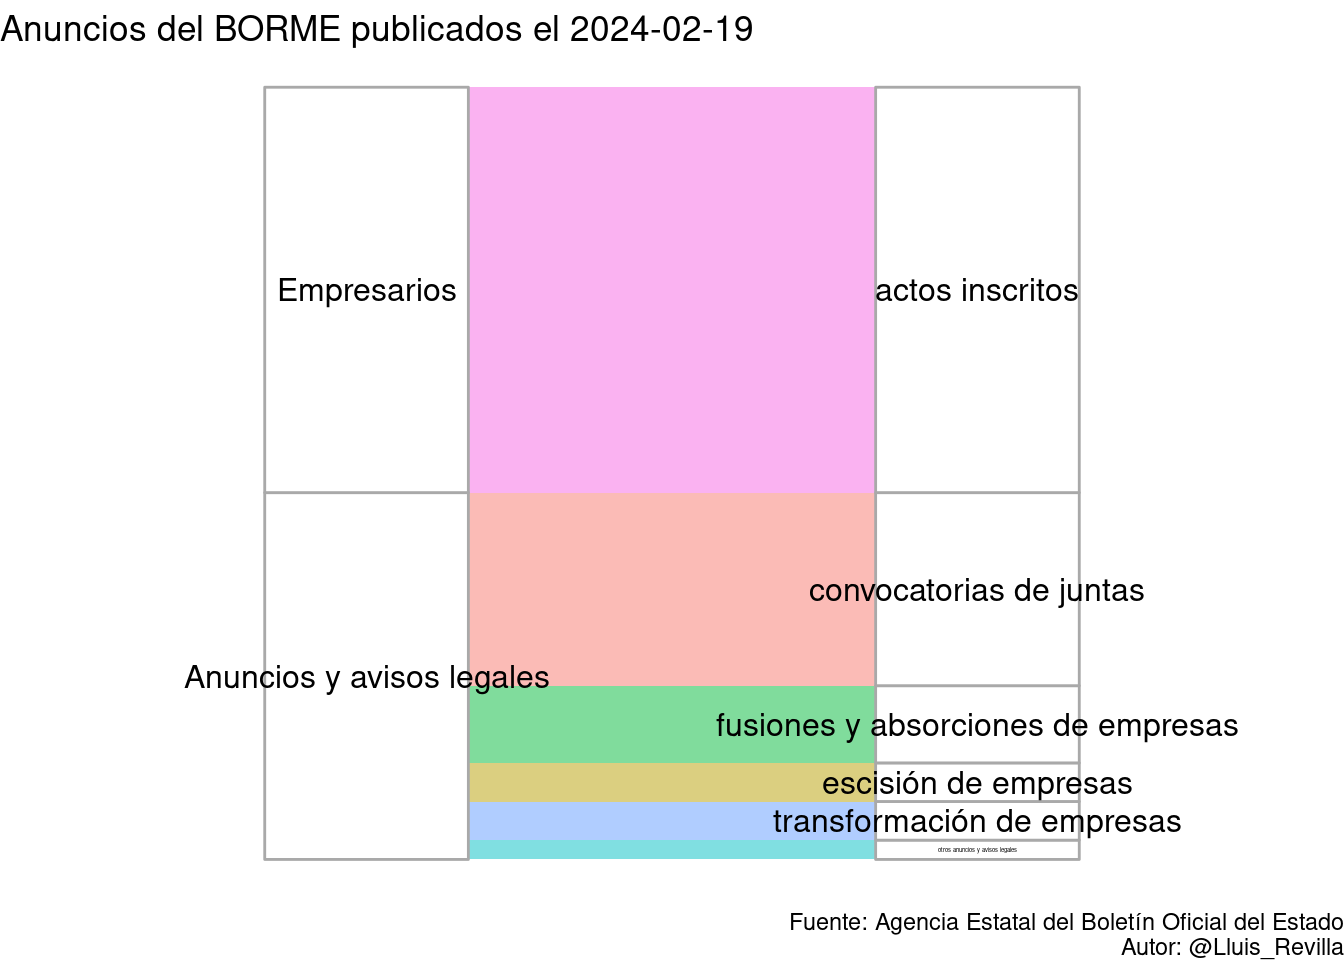 Anuncios del BORME publicados el 2024-02-19
Empresarios
actos inscritos
convocatorias de juntas
Anuncios y avisos legales
fusiones y absorciones de empresas
escisión de empresas
transformación de empresas
otros anuncios y avisos legales
Fuente: Agencia Estatal del Boletín Oficial del Estado
Autor: @Lluis_Revilla